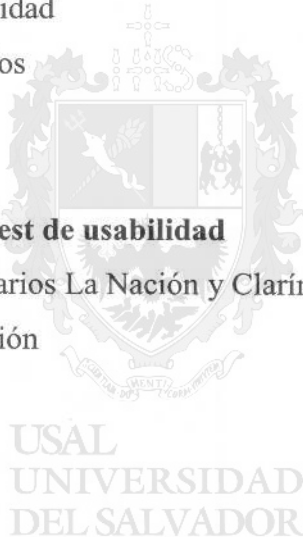 idad
os
est de usabilidad
arios La Nación y Clarín
ión
USAL
UNIVERSIDAD
DEL SALVADOR